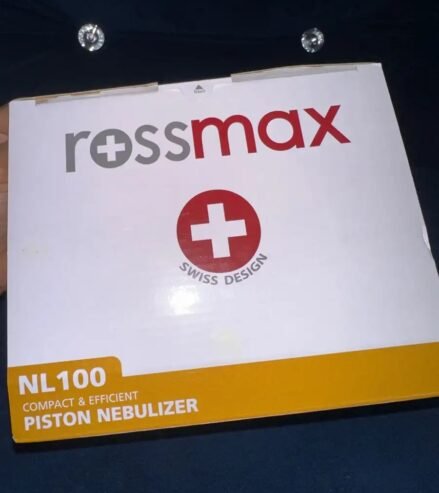 rossmax
SWISS DESIGN
NL100
COMPACT & EFFICIENT
PISTON NEBULIZER